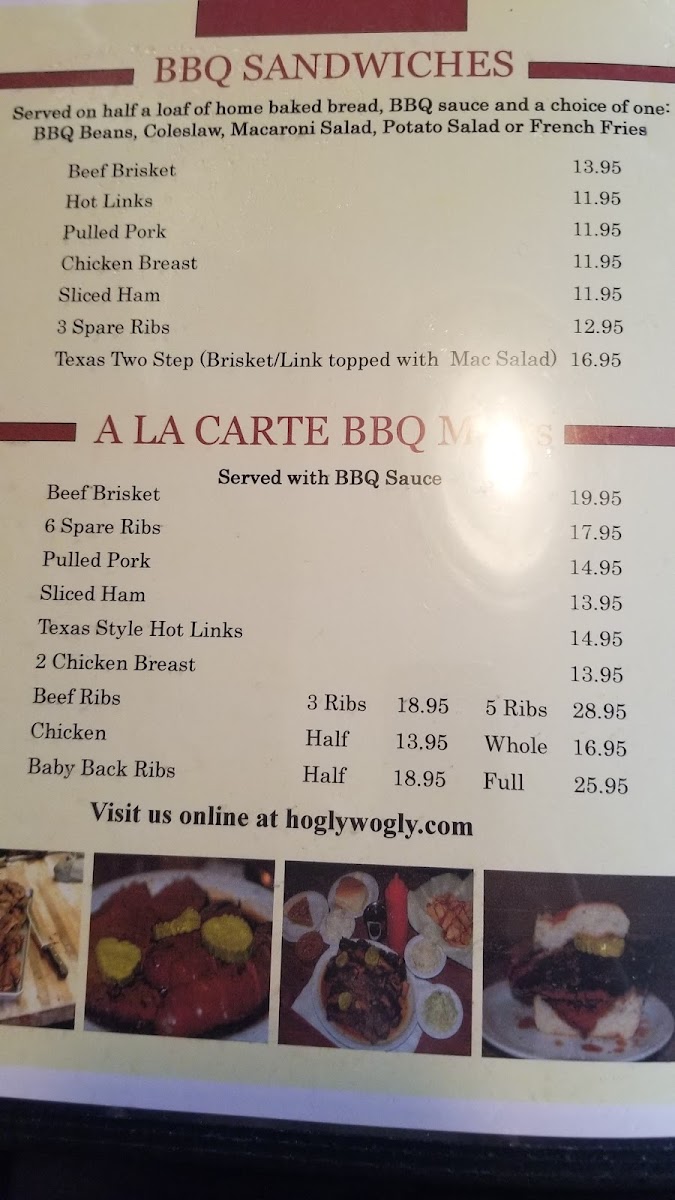 BBQ SANDWICHES
Served on half a loaf of home baked bread, BBQ sauce and a choice of one:
BBQ Beans, Coleslaw, Macaroni Salad, Potato Salad or French Fries
Beef Brisket 13.95
Hot Links 11.95
Pulled Pork 11.95
Chicken Breast 11.95
Sliced Ham 11.95
3 Spare Ribs 12.95
Texas Two Step (Brisket/Link topped with Mac Salad) 16.95
A LA CARTE BBQ
Served with BBQ Sauce
Beef Brisket 19.95
6 Spare Ribs 17.95
Pulled Pork 14.95
Sliced Ham 13.95
Texas Style Hot Links 14.95
2 Chicken Breast 13.95
Beef Ribs 3 Ribs 18.95 5 Ribs 28.95
Chicken Half 13.95 Whole 16.95
Baby Back Ribs Half 18.95 Full 25.95
Visit us online at hoglywogly.com